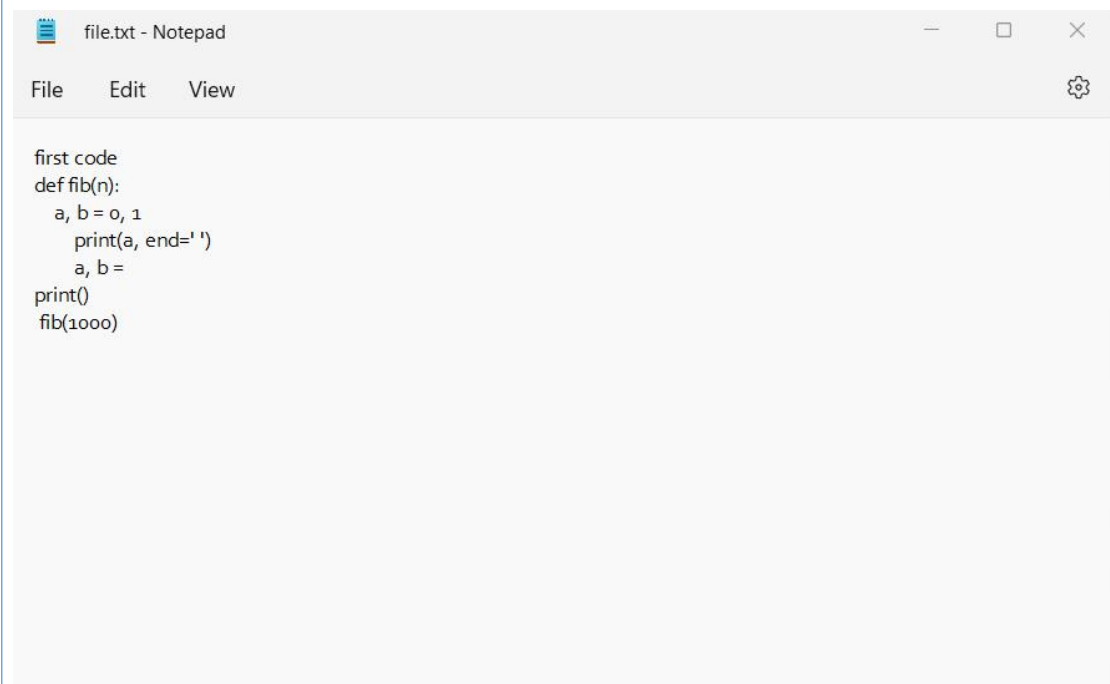 file.txt - Notepad
File Edit View
first code
def fib(n):
    a, b = 0, 1
        print(a, end=' ')
        a, b =
print()
 fib(1000)